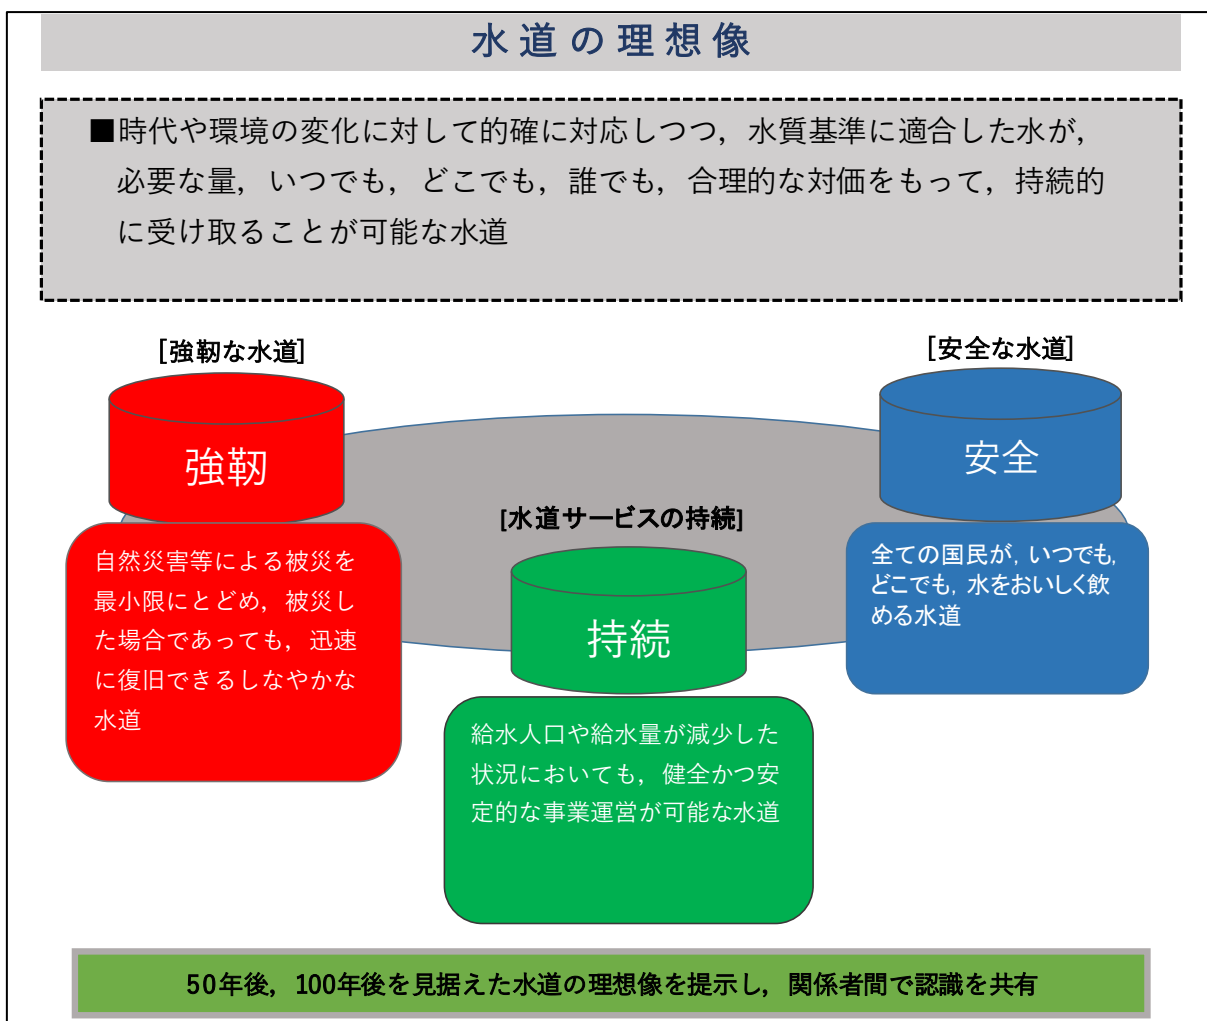 水道の理想像
■時代や環境の変化に対して的確に対応しつつ，水質基準に適合した水が，
必要な量，いつでも，どこでも，誰でも，合理的な対価をもって，持続的
に受け取ることが可能な水道
[強靭な水道]
強靭
自然災害等による被災を
最小限にとどめ，被災し
た場合であっても，迅速
に復旧できるしなやかな
水道
[安全な水道]
安全
全ての国民が，いつでも，
どこでも，水をおいしく飲
める水道
[水道サービスの持続]
持続
給水人口や給水量が減少した
状況においても，健全かつ安
定的な事業運営が可能な水道
50年後，100年後を見据えた水道の理想像を提示し，関係者間で認識を共有